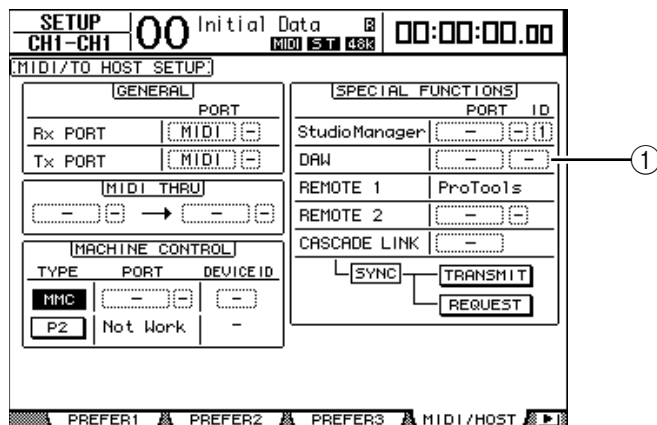 SETUP
CH1-CH1
00
Initial Data R
MIDI ST 48K
00:00:00.00
MIDI/TO HOST SETUP
GENERAL
PORT
Rx PORT MIDI -
Tx PORT MIDI -
MIDI THRU
- - → - -
MACHINE CONTROL
TYPE PORT DEVICE ID
MMC - - -
P2 Not Work -
SPECIAL FUNCTIONS
PORT ID
StudioManager - - 1
DAW - -
REMOTE 1 ProTools
REMOTE 2 - -
CASCADE LINK -
SYNC TRANSMIT
REQUEST
1
PREFER1 PREFER2 PREFER3 MIDI/HOST